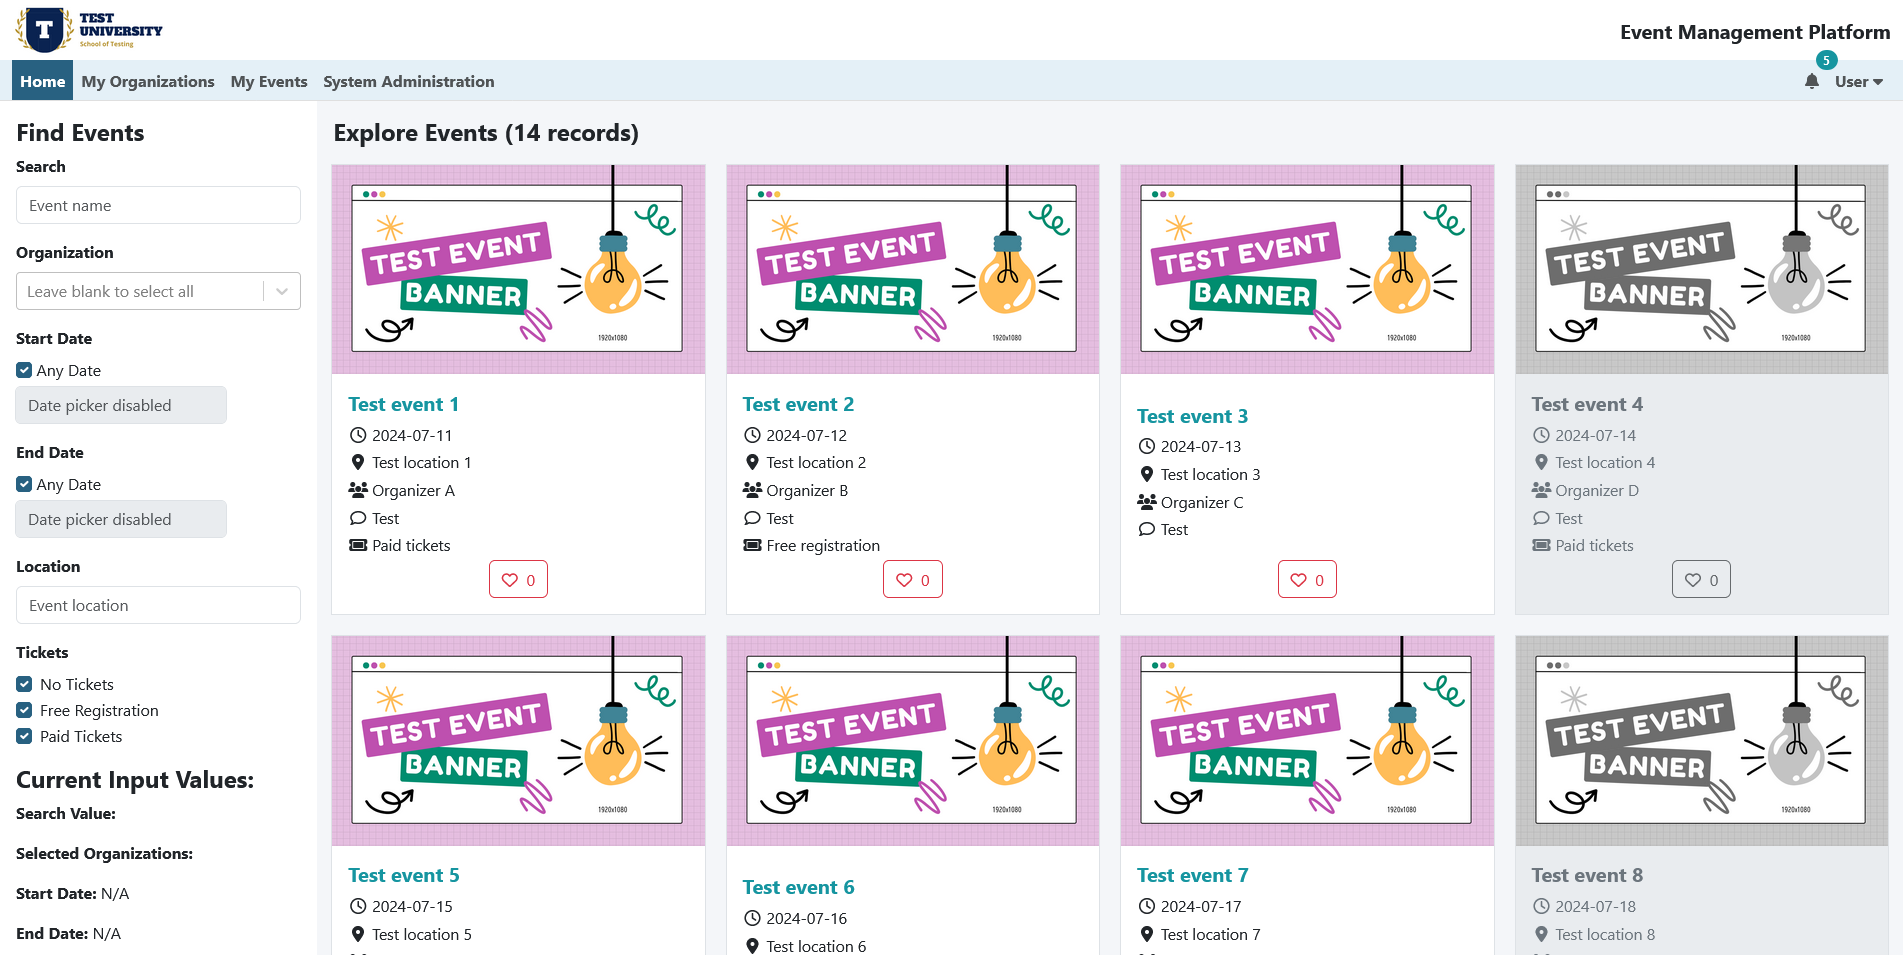 T
TEST
UNIVERSITY
School of Testing
Event Management Platform
Home My Organizations My Events System Administration
5
User
Find Events
Search
Event name
Organization
Leave blank to select all
Start Date
Any Date
Date picker disabled
End Date
Any Date
Date picker disabled
Location
Event location
Tickets
No Tickets
Free Registration
Paid Tickets
Current Input Values:
Search Value:
Selected Organizations:
Start Date: N/A
End Date: N/A
Explore Events (14 records)
TEST EVENT
BANNER
1920x1080
Test event 1
2024-07-11
Test location 1
Organizer A
Test
Paid tickets
0
TEST EVENT
BANNER
1920x1080
Test event 2
2024-07-12
Test location 2
Organizer B
Test
Free registration
0
TEST EVENT
BANNER
1920x1080
Test event 3
2024-07-13
Test location 3
Organizer C
Test
0
TEST EVENT
BANNER
1920x1080
Test event 4
2024-07-14
Test location 4
Organizer D
Test
Paid tickets
0
TEST EVENT
BANNER
1920x1080
Test event 5
2024-07-15
Test location 5
TEST EVENT
BANNER
1920x1080
Test event 6
2024-07-16
Test location 6
TEST EVENT
BANNER
1920x1080
Test event 7
2024-07-17
Test location 7
TEST EVENT
BANNER
1920x1080
Test event 8
2024-07-18
Test location 8